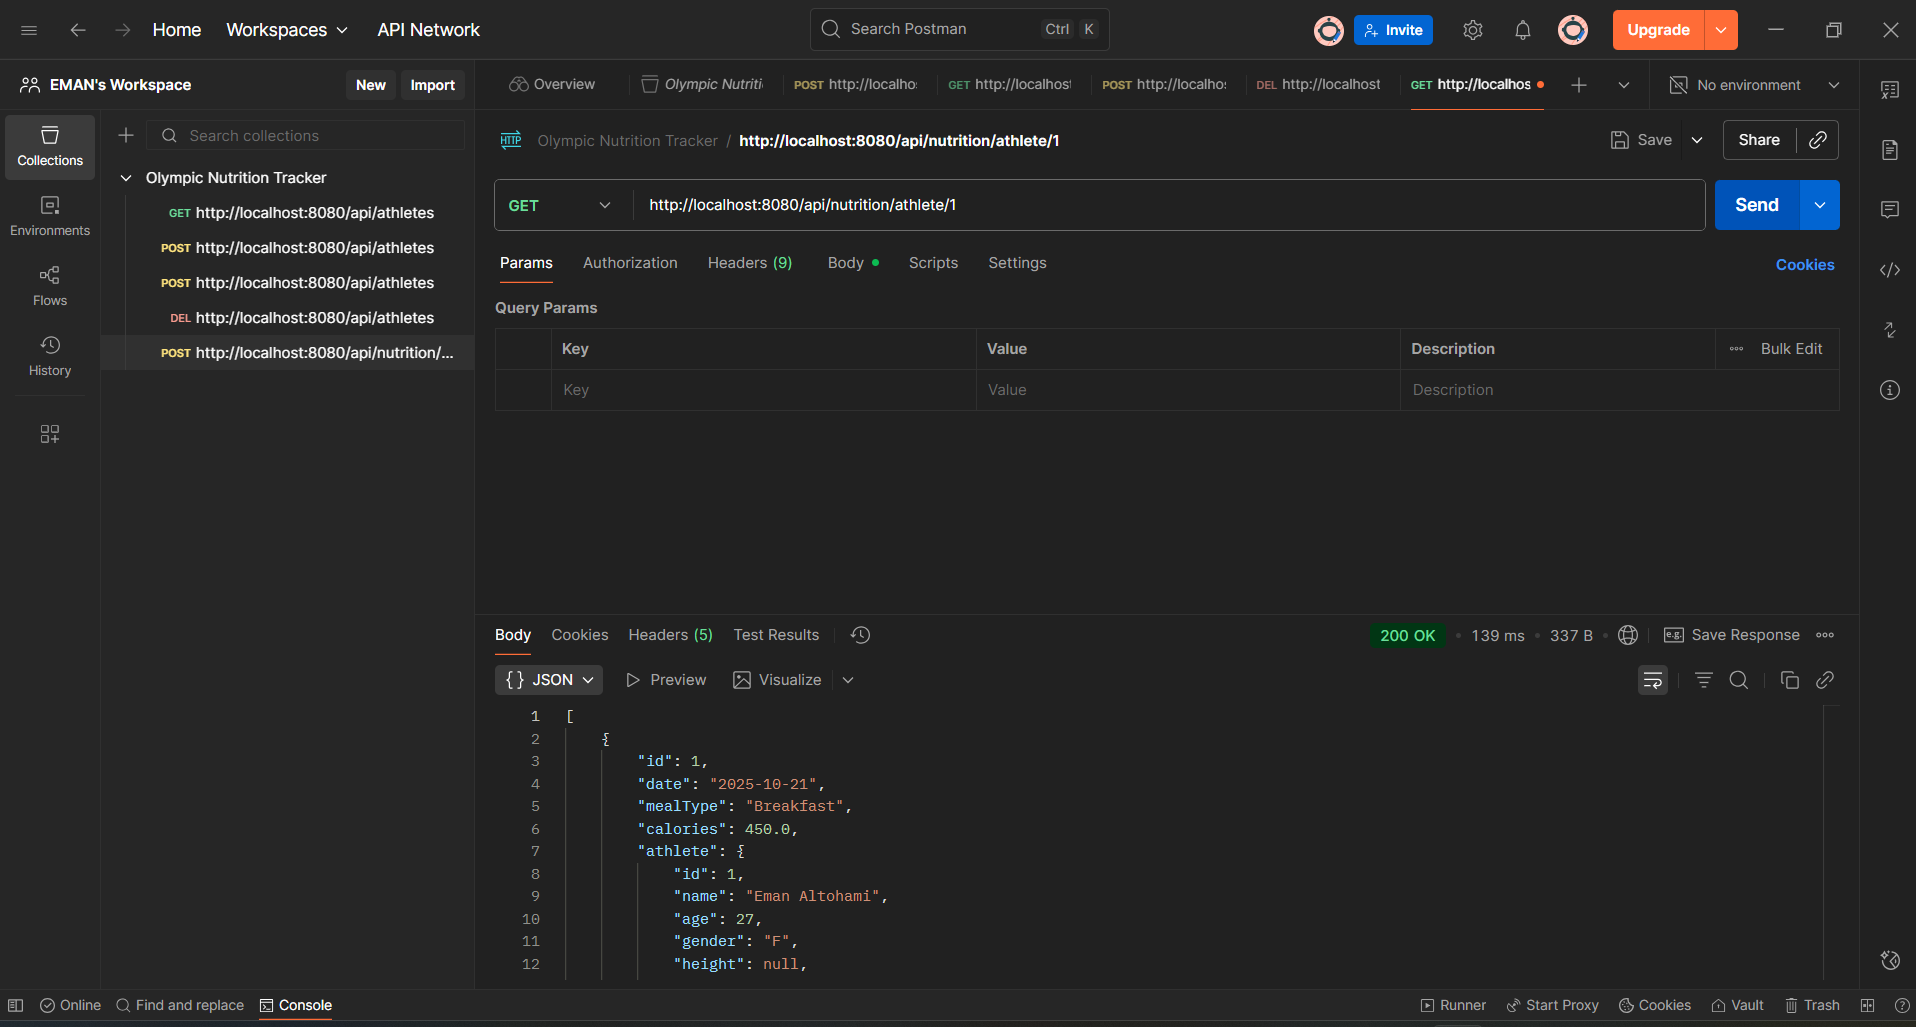 Home Workspaces API Network Search Postman Ctrl K Invite Upgrade
EMAN's Workspace New Import
Overview Olympic Nutriti POST http://localho GET http://localhos POST http://localhos DEL http://localhost GET http://localhos No environment
Collections
Environments
Flows
History
Search collections
Olympic Nutrition Tracker
GET http://localhost:8080/api/athletes
POST http://localhost:8080/api/athletes
POST http://localhost:8080/api/athletes
DEL http://localhost:8080/api/athletes
POST http://localhost:8080/api/nutrition/...
HTTP Olympic Nutrition Tracker / http://localhost:8080/api/nutrition/athlete/1 Save Share
GET http://localhost:8080/api/nutrition/athlete/1 Send
Params Authorization Headers (9) Body Scripts Settings Cookies
Query Params
Key Value Description Bulk Edit
Key Value Description
Body Cookies Headers (5) Test Results 200 OK 139 ms 337 B e.g. Save Response
{} JSON Preview Visualize
1 [
2 {
3 "id": 1,
4 "date": "2025-10-21",
5 "mealType": "Breakfast",
6 "calories": 450.0,
7 "athlete": {
8 "id": 1,
9 "name": "Eman Altohami",
10 "age": 27,
11 "gender": "F",
12 "height": null,
Online Find and replace Console Runner Start Proxy Cookies Vault Trash